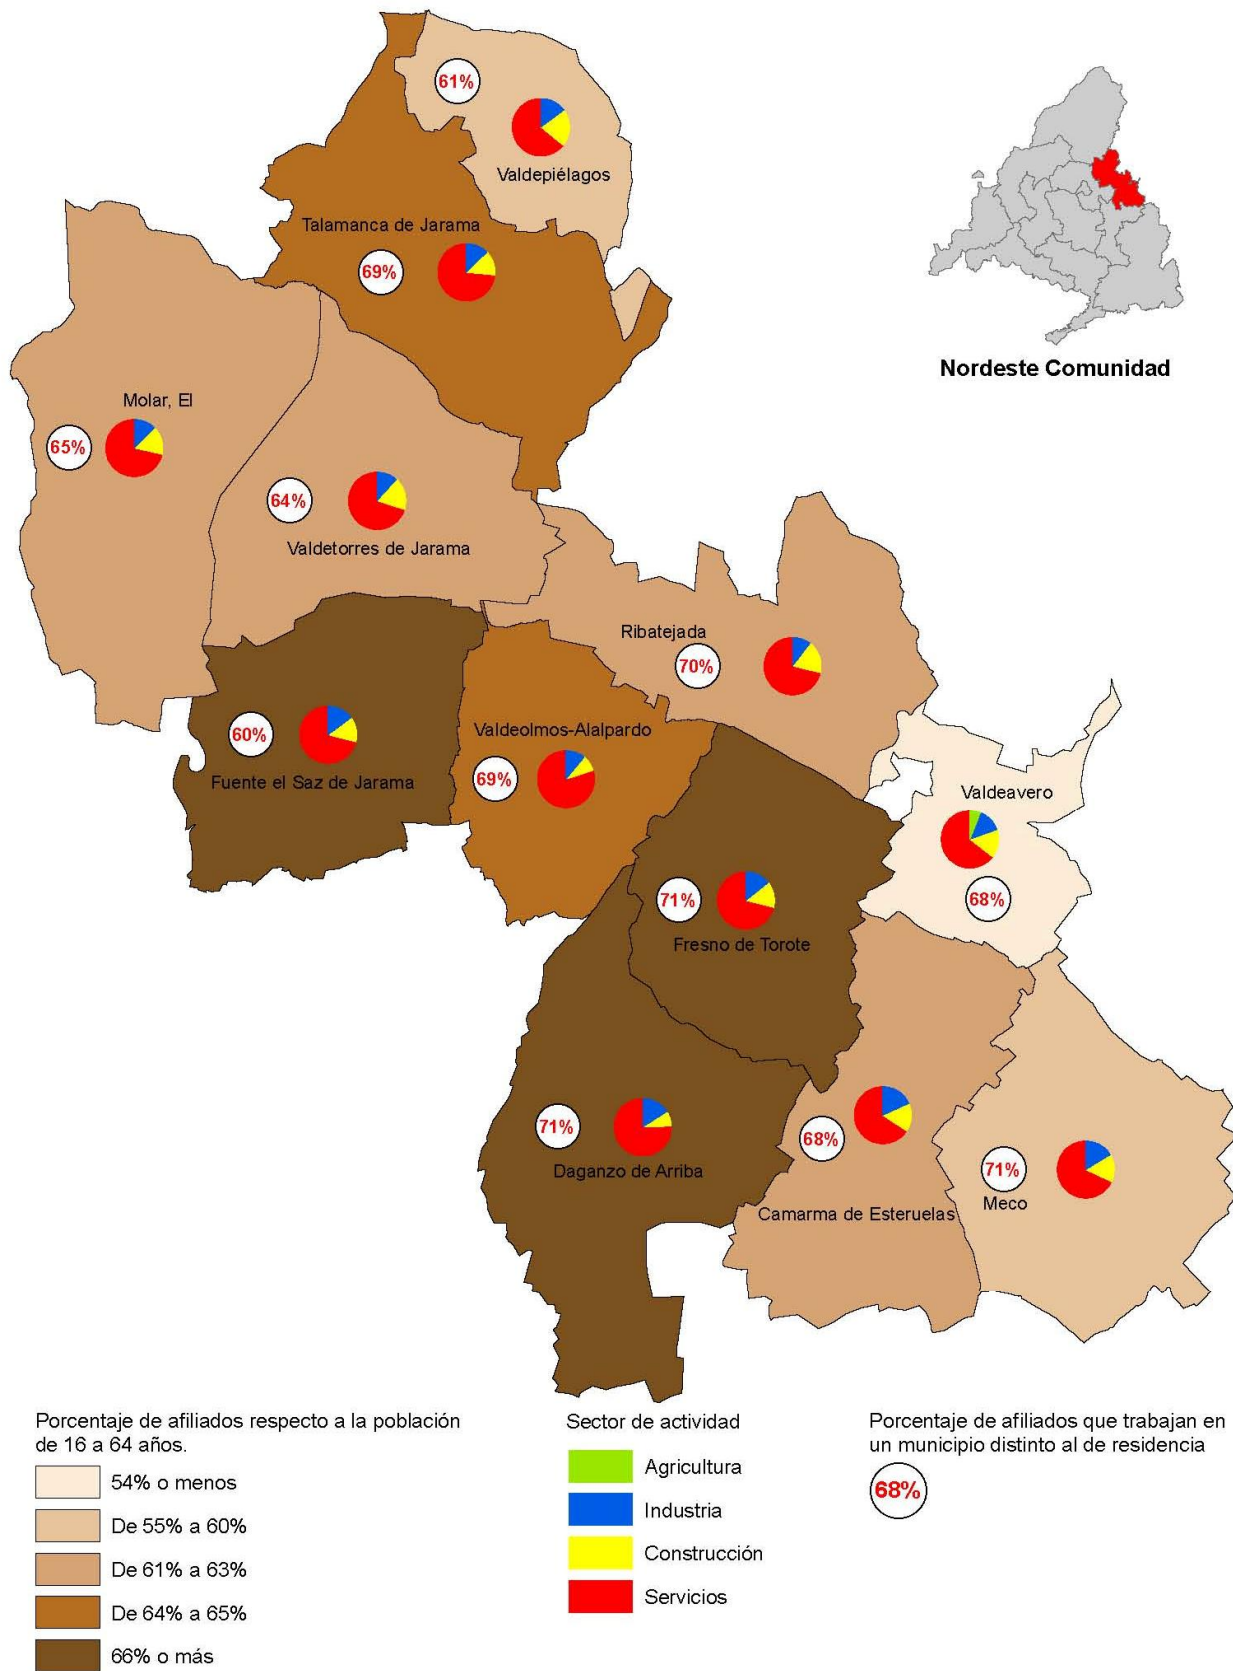 61%
Valdepiélagos
Talamanca de Jarama
69%
Nordeste Comunidad
Molar, El
65%
64%
Valdetorres de Jarama
Ribatejada
70%
60%
Fuente el Saz de Jarama
Valdeolmos-Alalpardo
69%
Valdeavero
68%
71%
Fresno de Torote
71%
Daganzo de Arriba
68%
Camarma de Esteruelas
71%
Meco
Porcentaje de afiliados respecto a la población
de 16 a 64 años.
54% o menos
De 55% a 60%
De 61% a 63%
De 64% a 65%
66% o más
Sector de actividad
Agricultura
Industria
Construcción
Servicios
Porcentaje de afiliados que trabajan en
un municipio distinto al de residencia
68%